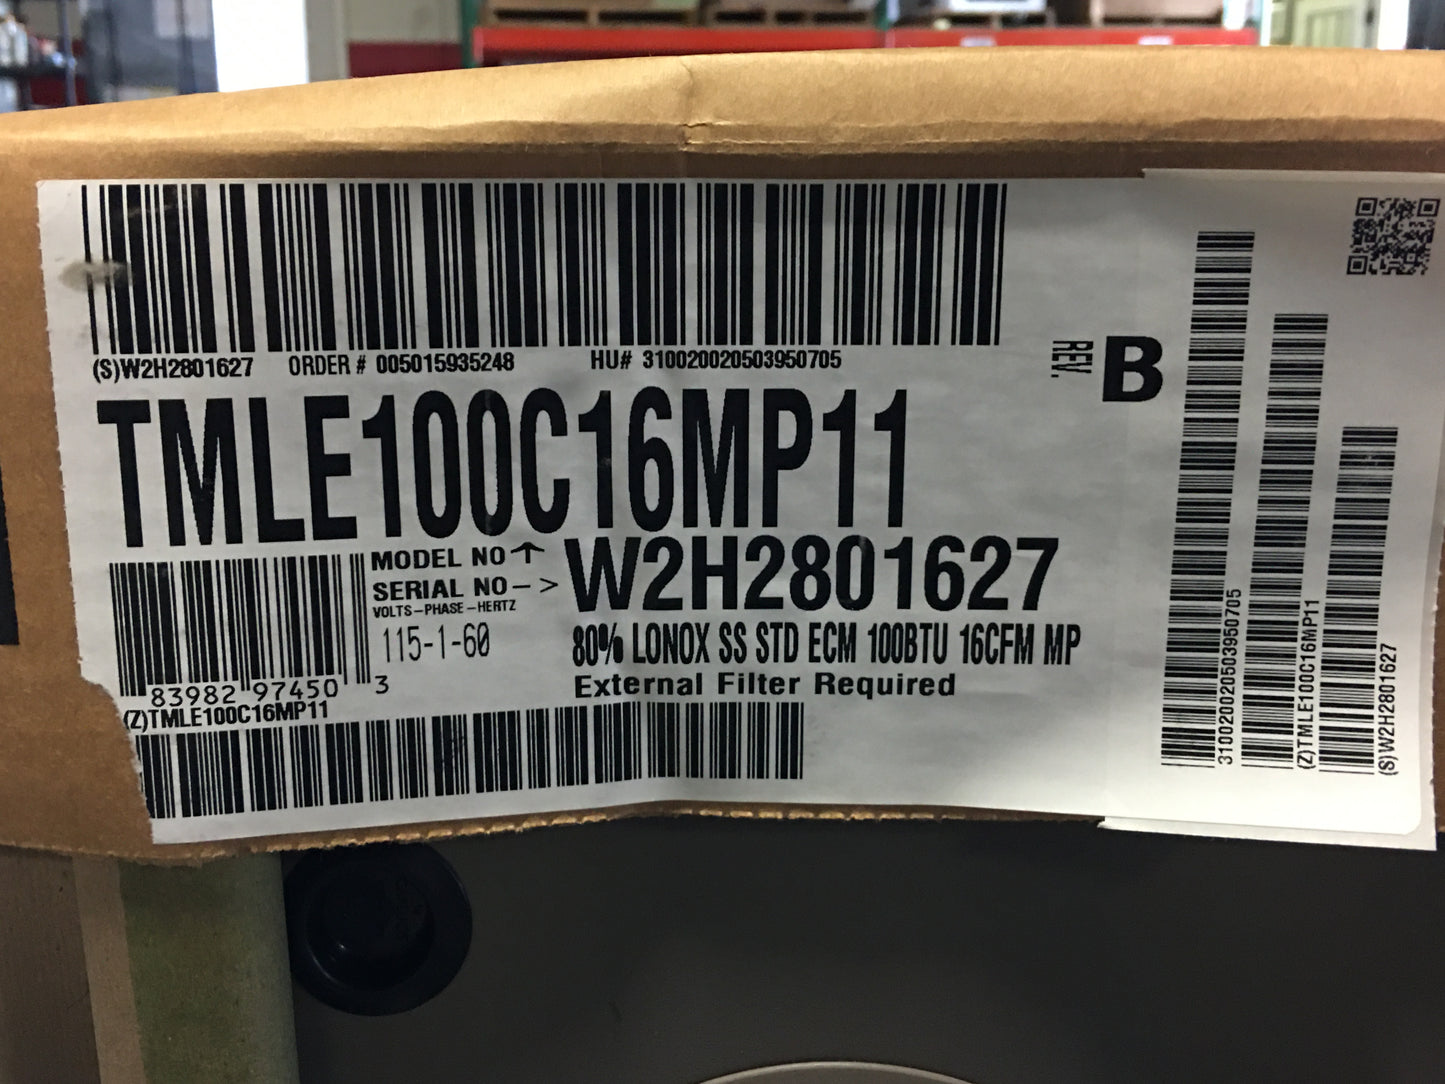 (S)W2H2801627 ORDER # 005015935248 HU# 310020020503950705
REV. B
TMLE100C16MP11
MODEL NO ↑
SERIAL NO -> W2H2801627
VOLTS-PHASE-HERTZ
115-1-60
80% LONOX SS STD ECM 100BTU 16CFM MP
External Filter Required
83982 97450 3
(Z)TMLE100C16MP11
310020020503950705
(Z)TMLE100C16MP11
(S)W2H2801627